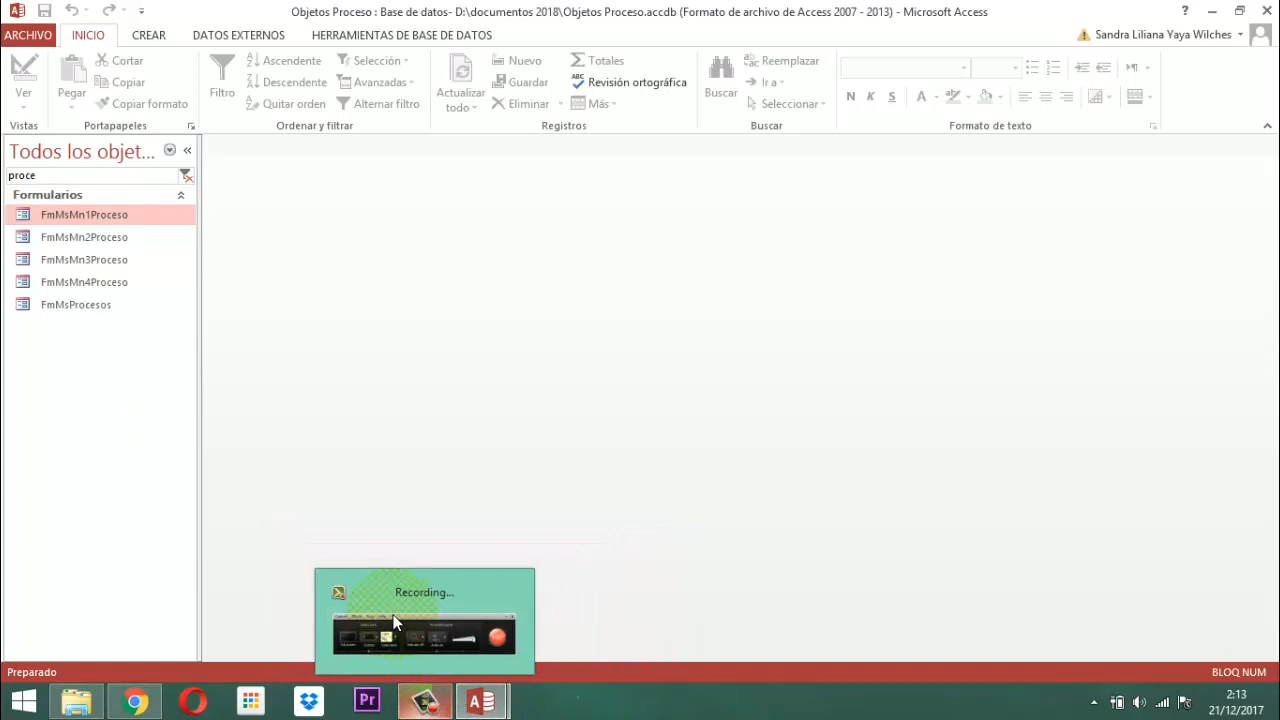 Objetos Proceso : Base de datos- D:\documentos 2018\Objetos Proceso.accdb (Formato de archivo de Access 2007 - 2013) - Microsoft Access
ARCHIVO INICIO CREAR DATOS EXTERNOS HERRAMIENTAS DE BASE DE DATOS Sandra Liliana Yaya Wilches
Ver
Vistas
Pegar
Cortar
Copiar
Copiar formato
Portapapeles
Filtro
Ascendente
Descendente
Quitar orden
Selección
Avanzadas
Alternar filtro
Ordenar y filtrar
Actualizar
todo
Nuevo
Guardar
Eliminar
Totales
Revisión ortográfica
Más
Registros
Buscar
Reemplazar
Ir a
Seleccionar
Buscar
N K S A
Formato de texto
Todos los objet...
proce
Formularios
FmMsMn1Proceso
FmMsMn2Proceso
FmMsMn3Proceso
FmMsMn4Proceso
FmMsProcesos
Recording...
Preparado
BLOQ NUM
Pr
2:13
21/12/2017